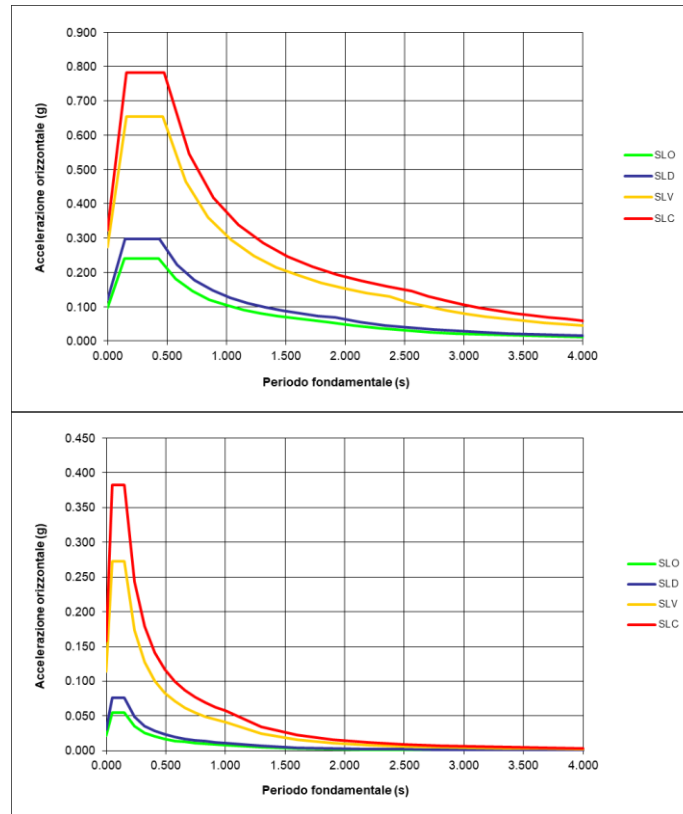 0.900
0.800
0.700
0.600
0.500
0.400
0.300
0.200
0.100
0.000
Accelerazione orizzontale (g)
0.000 0.500 1.000 1.500 2.000 2.500 3.000 3.500 4.000
Periodo fondamentale (s)
SLO
SLD
SLV
SLC
0.450
0.400
0.350
0.300
0.250
0.200
0.150
0.100
0.050
0.000
Accelerazione orizzontale (g)
0.000 0.500 1.000 1.500 2.000 2.500 3.000 3.500 4.000
Periodo fondamentale (s)
SLO
SLD
SLV
SLC